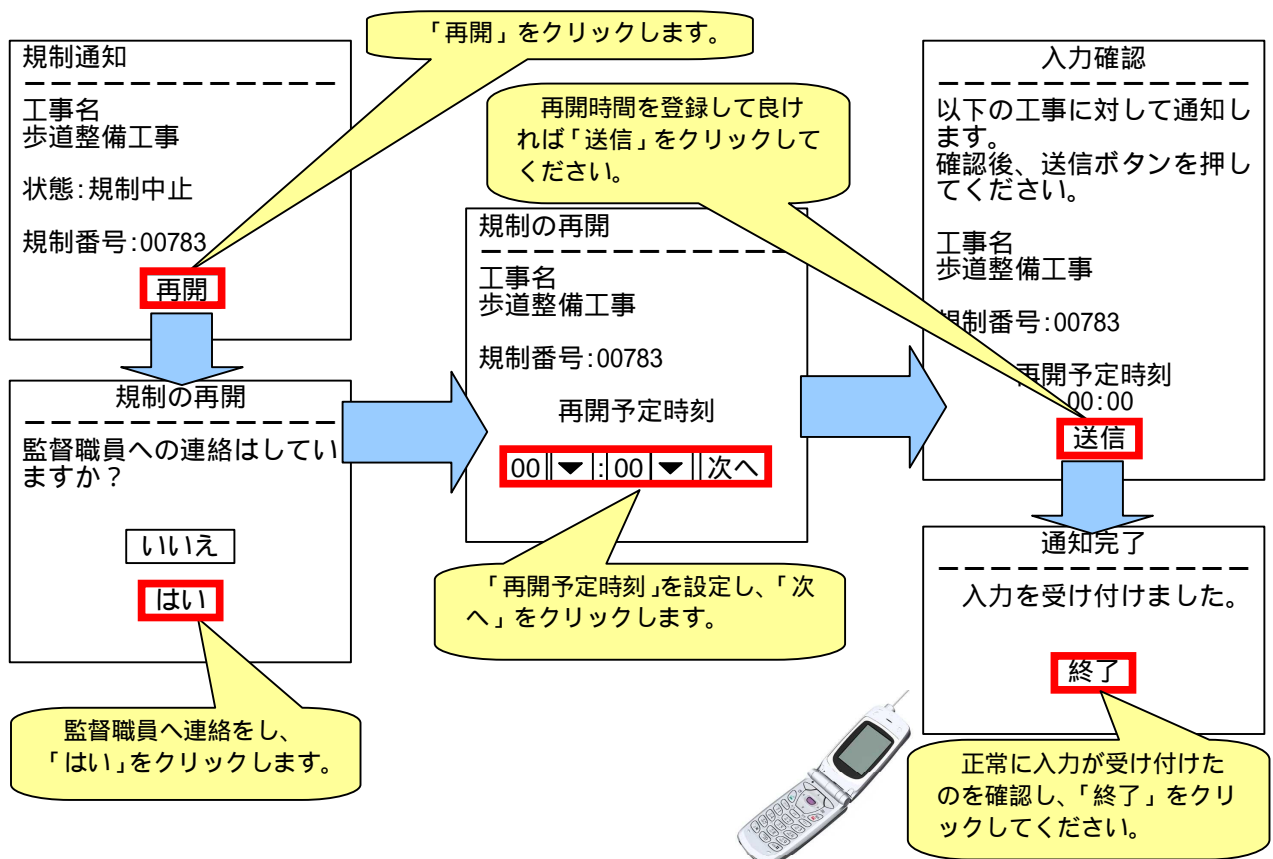 「再開」をクリックします。
規制通知
工事名
歩道整備工事
状態:規制中止
規制番号:00783
再開
規制の再開
監督職員への連絡はしてい
ますか?
いいえ
はい
監督職員へ連絡をし、
「はい」をクリックします。
規制の再開
工事名
歩道整備工事
規制番号:00783
再開予定時刻
00▼:00▼次へ
「再開予定時刻」を設定し、「次
へ」をクリックします。
再開時間を登録して良け
れば「送信」をクリックして
ください。
入力確認
以下の工事に対して通知し
ます。
確認後、送信ボタンを押し
てください。
工事名
歩道整備工事
規制番号:00783
再開予定時刻
00:00
送信
通知完了
入力を受け付けました。
終了
正常に入力が受け付けた
のを確認し、「終了」をクリ
ックしてください。